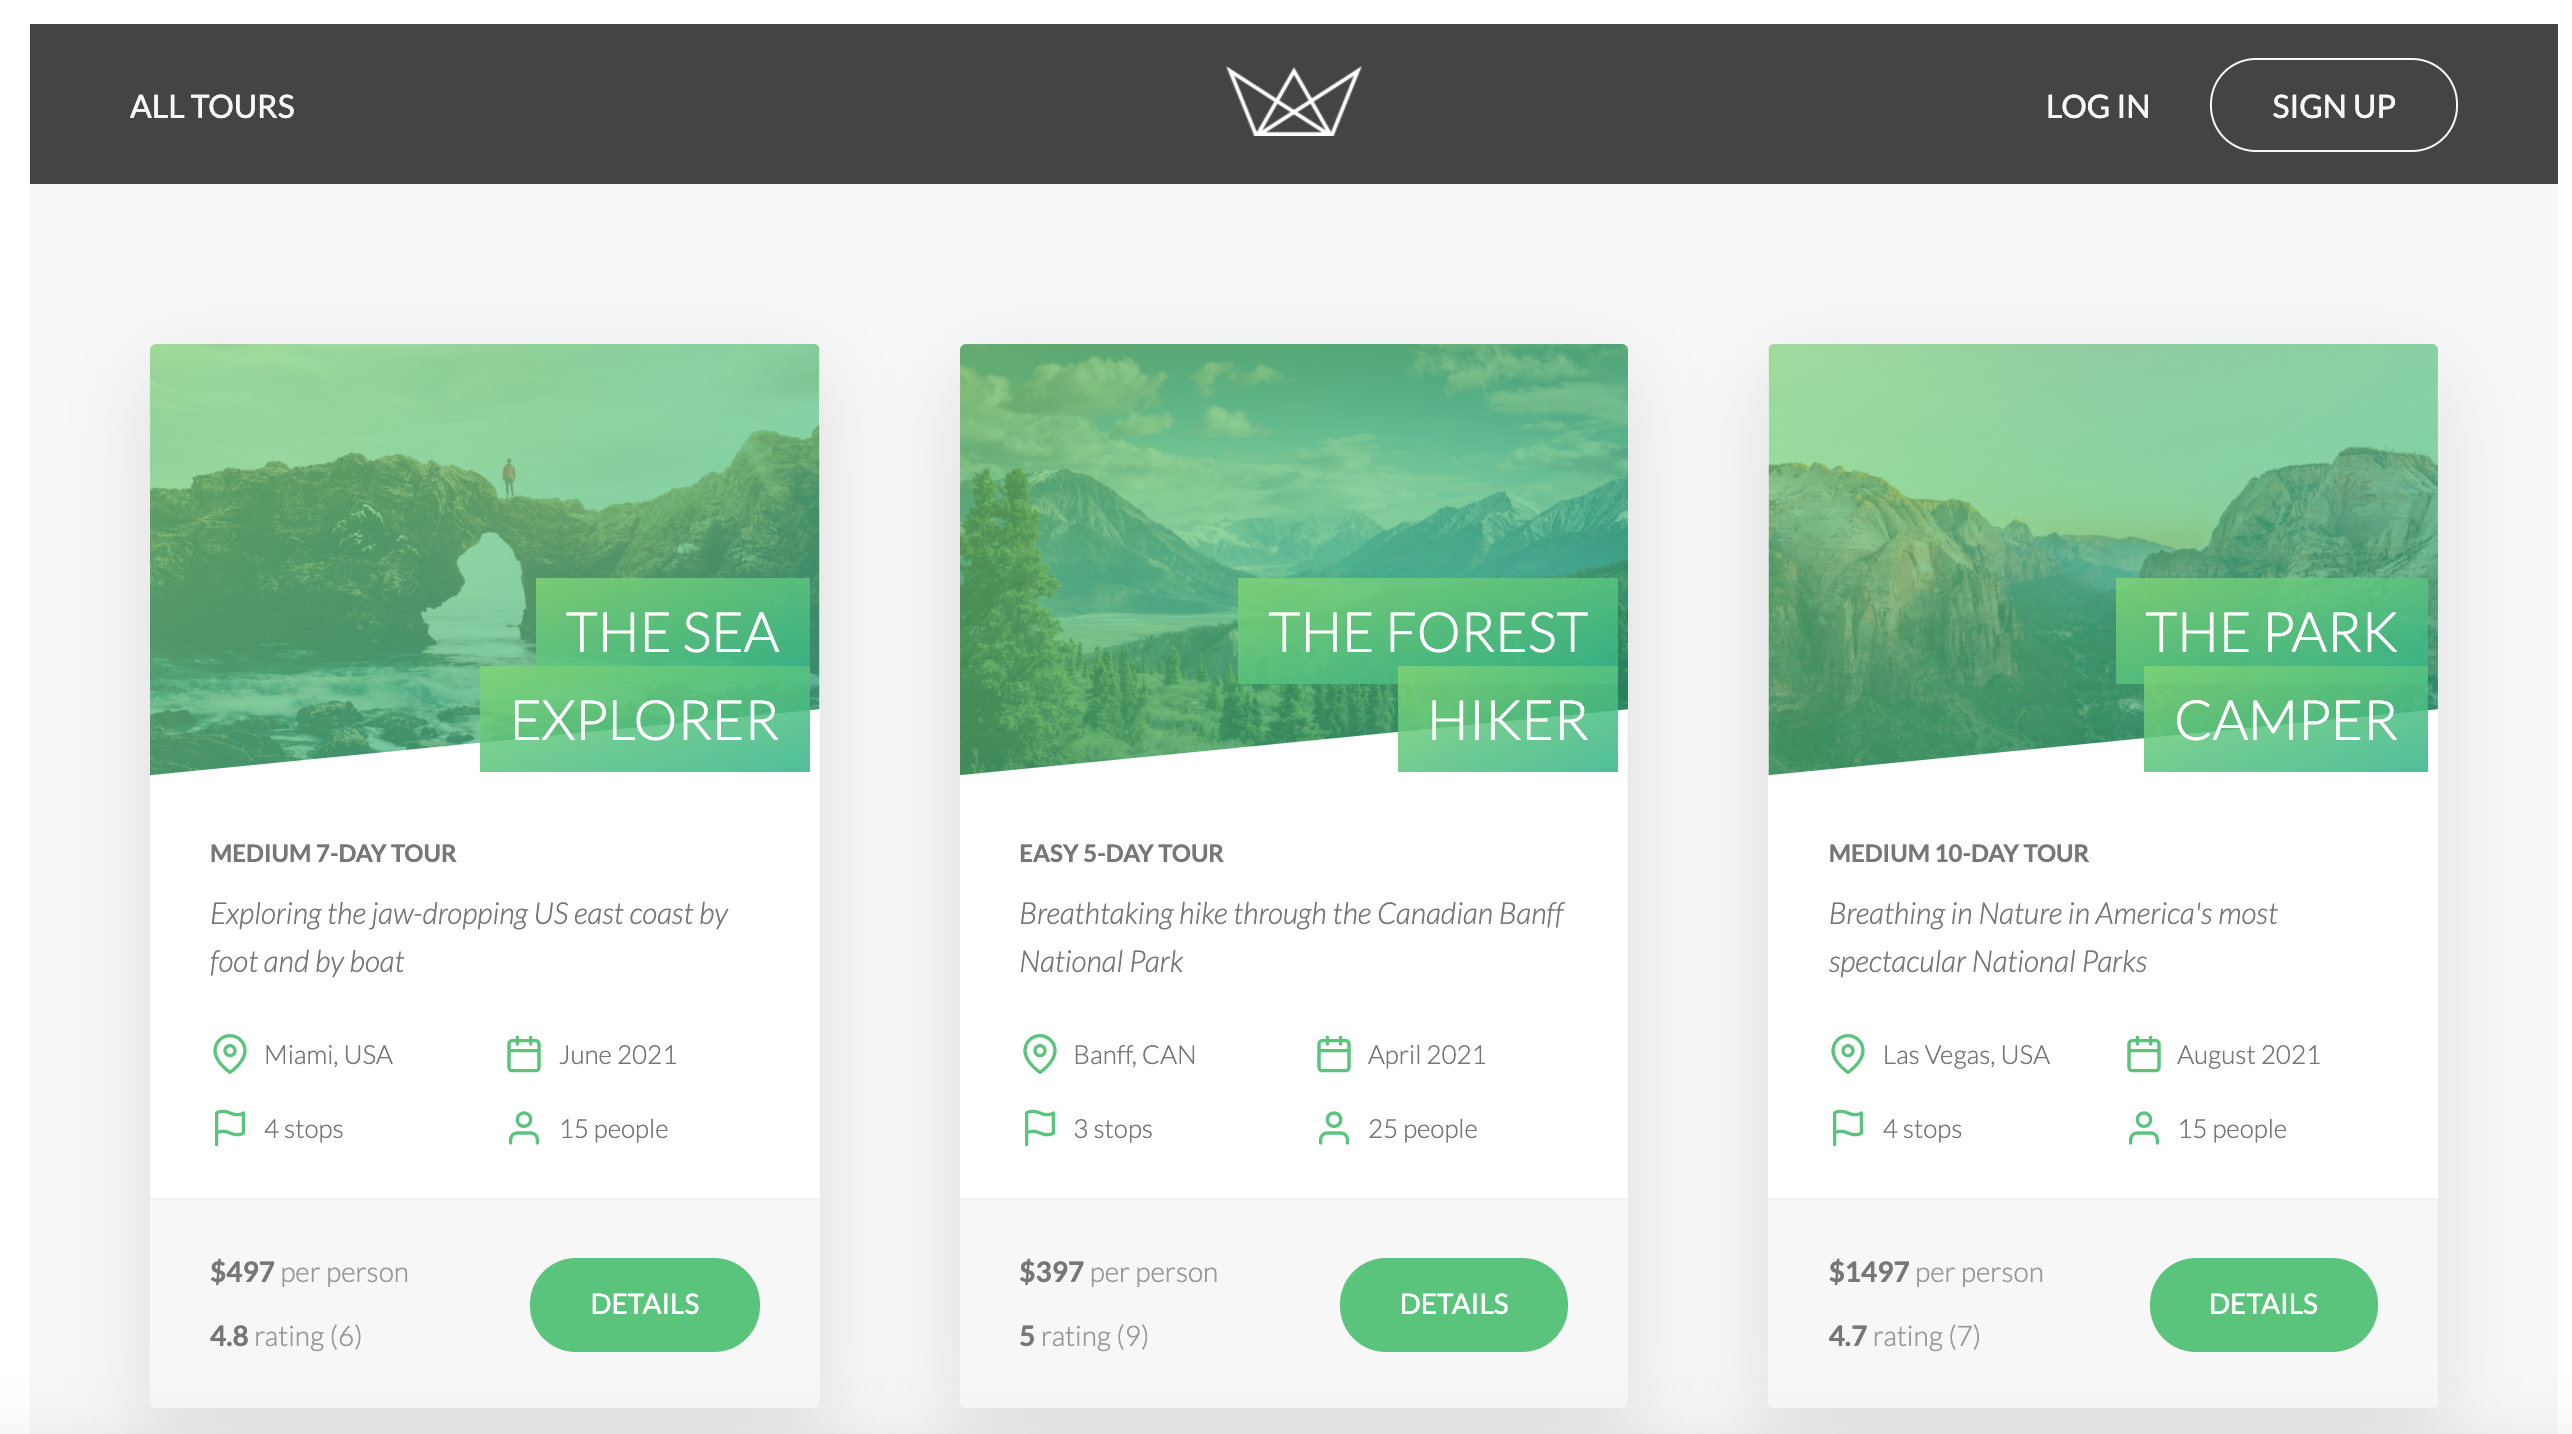 ALL TOURS
LOG IN
SIGN UP
THE SEA
EXPLORER
MEDIUM 7-DAY TOUR
Exploring the jaw-dropping US east coast by
foot and by boat
Miami, USA
June 2021
4 stops
15 people
$497 per person
4.8 rating (6)
DETAILS
THE FOREST
HIKER
EASY 5-DAY TOUR
Breathtaking hike through the Canadian Banff
National Park
Banff, CAN
April 2021
3 stops
25 people
$397 per person
5 rating (9)
DETAILS
THE PARK
CAMPER
MEDIUM 10-DAY TOUR
Breathing in Nature in America's most
spectacular National Parks
Las Vegas, USA
August 2021
4 stops
15 people
$1497 per person
4.7 rating (7)
DETAILS